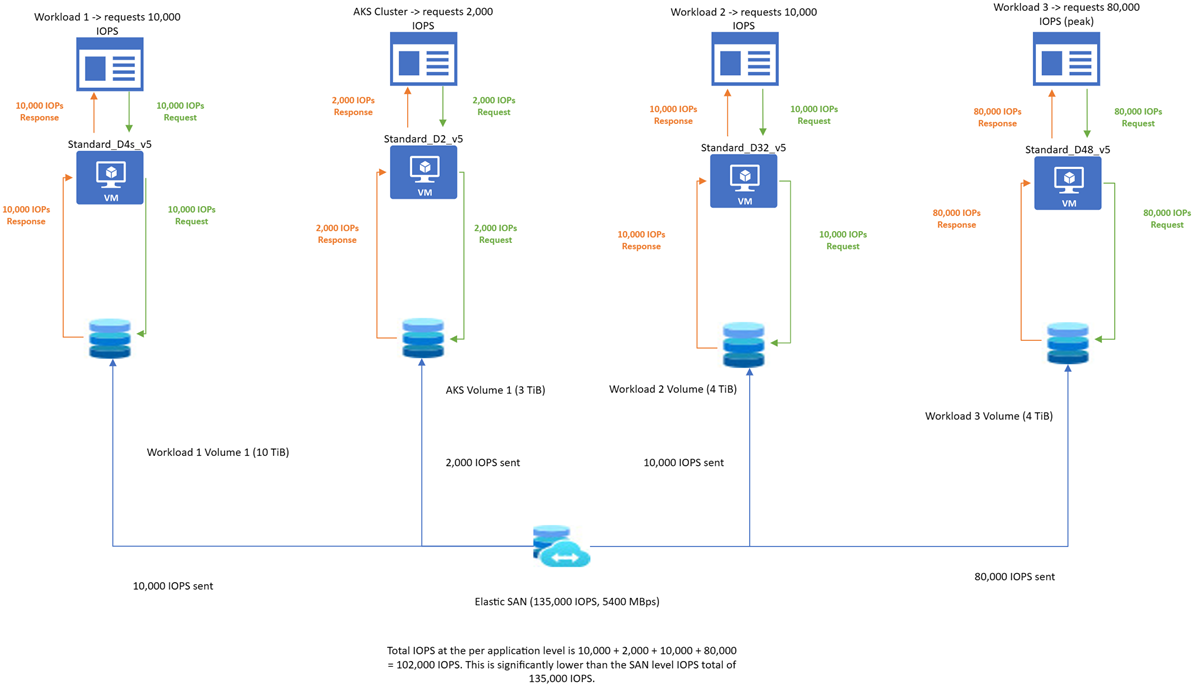 Workload 1 -> requests 10,000
IOPS
AKS Cluster -> requests 2,000
IOPS
Workload 2 -> requests 10,000
IOPS
Workload 3 -> requests 80,000
IOPS (peak)
10,000 IOPs
Response
10,000 IOPs
Request
2,000 IOPs
Response
2,000 IOPs
Request
10,000 IOPs
Response
10,000 IOPs
Request
80,000 IOPs
Response
80,000 IOPs
Request
Standard_D4s_v5
Standard_D2_v5
Standard_D32_v5
Standard_D48_v5
VM
VM
VM
VM
10,000 IOPs
Response
10,000 IOPs
Request
2,000 IOPs
Response
2,000 IOPs
Request
10,000 IOPs
Response
10,000 IOPs
Request
80,000 IOPs
Response
80,000 IOPs
Request
AKS Volume 1 (3 TiB)
Workload 2 Volume (4 TiB)
Workload 3 Volume (4 TiB)
Workload 1 Volume 1 (10 TiB)
2,000 IOPS sent
10,000 IOPS sent
10,000 IOPS sent
80,000 IOPS sent
Elastic SAN (135,000 IOPS, 5400 MBps)
Total IOPS at the per application level is 10,000 + 2,000 + 10,000 + 80,000
= 102,000 IOPS. This is significantly lower than the SAN level IOPS total of
135,000 IOPS.